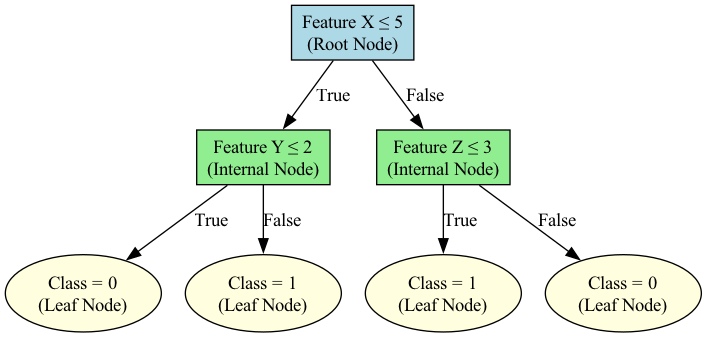 Feature X ≤ 5
(Root Node)
True
False
Feature Y ≤ 2
(Internal Node)
Feature Z ≤ 3
(Internal Node)
True
False
True
False
Class = 0
(Leaf Node)
Class = 1
(Leaf Node)
Class = 1
(Leaf Node)
Class = 0
(Leaf Node)